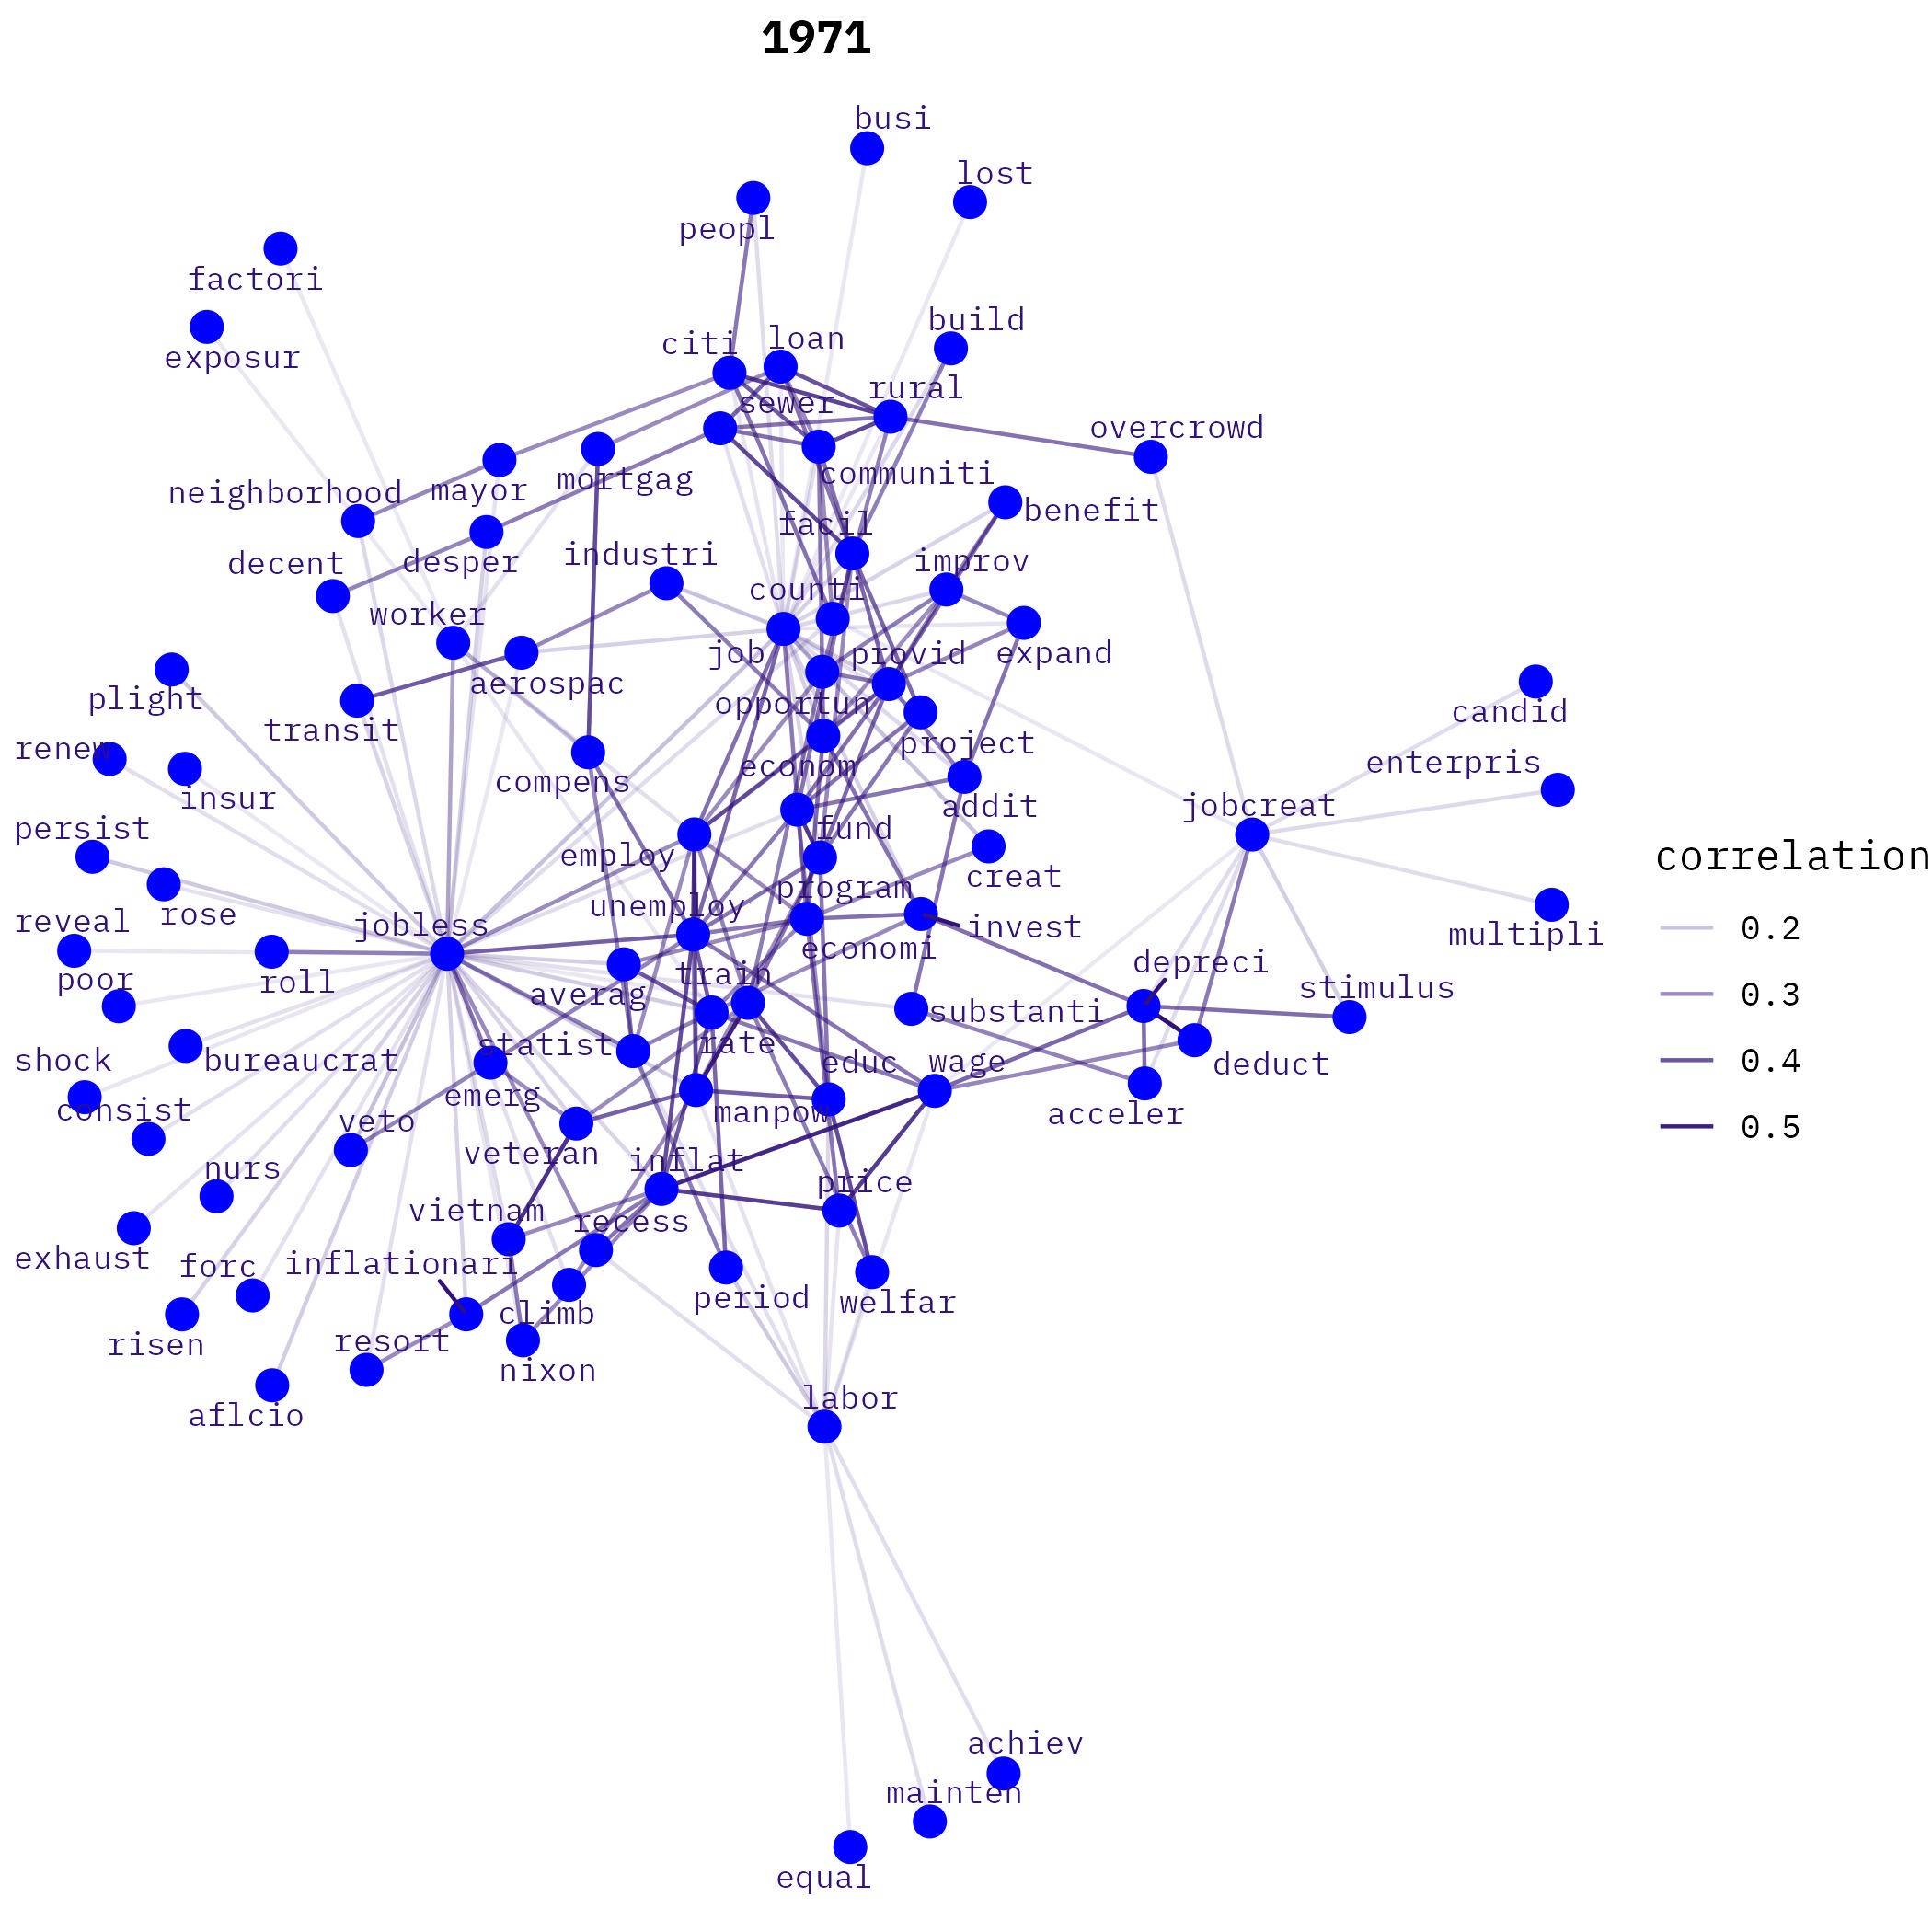 1971
busi
lost
peopl
factori
build
citi
loan
exposur
rural
sewer
overcrowd
communiti
mortgag
neighborhood
mayor
benefit
facil
industri
decent
desper
improv
counti
worker
job
provid
expand
aerospac
plight
opportun
candid
transit
project
renew
econom
enterpris
compens
insur
addit
jobcreat
persist
fund
employ
correlation
creat
program
rose
unemploy
reveal
jobless
invest
0.2
multipli
economi
depreci
train
poor
roll
averag
stimulus
0.3
substanti
statist
rate
shock
bureaucrat
educ
wage
deduct
0.4
emerg
consist
manpow
acceler
veto
0.5
veteran
inflat
nurs
price
vietnam
recess
exhaust
forc
inflationari
period
welfar
climb
risen
resort
nixon
labor
aflcio
achiev
mainten
equal